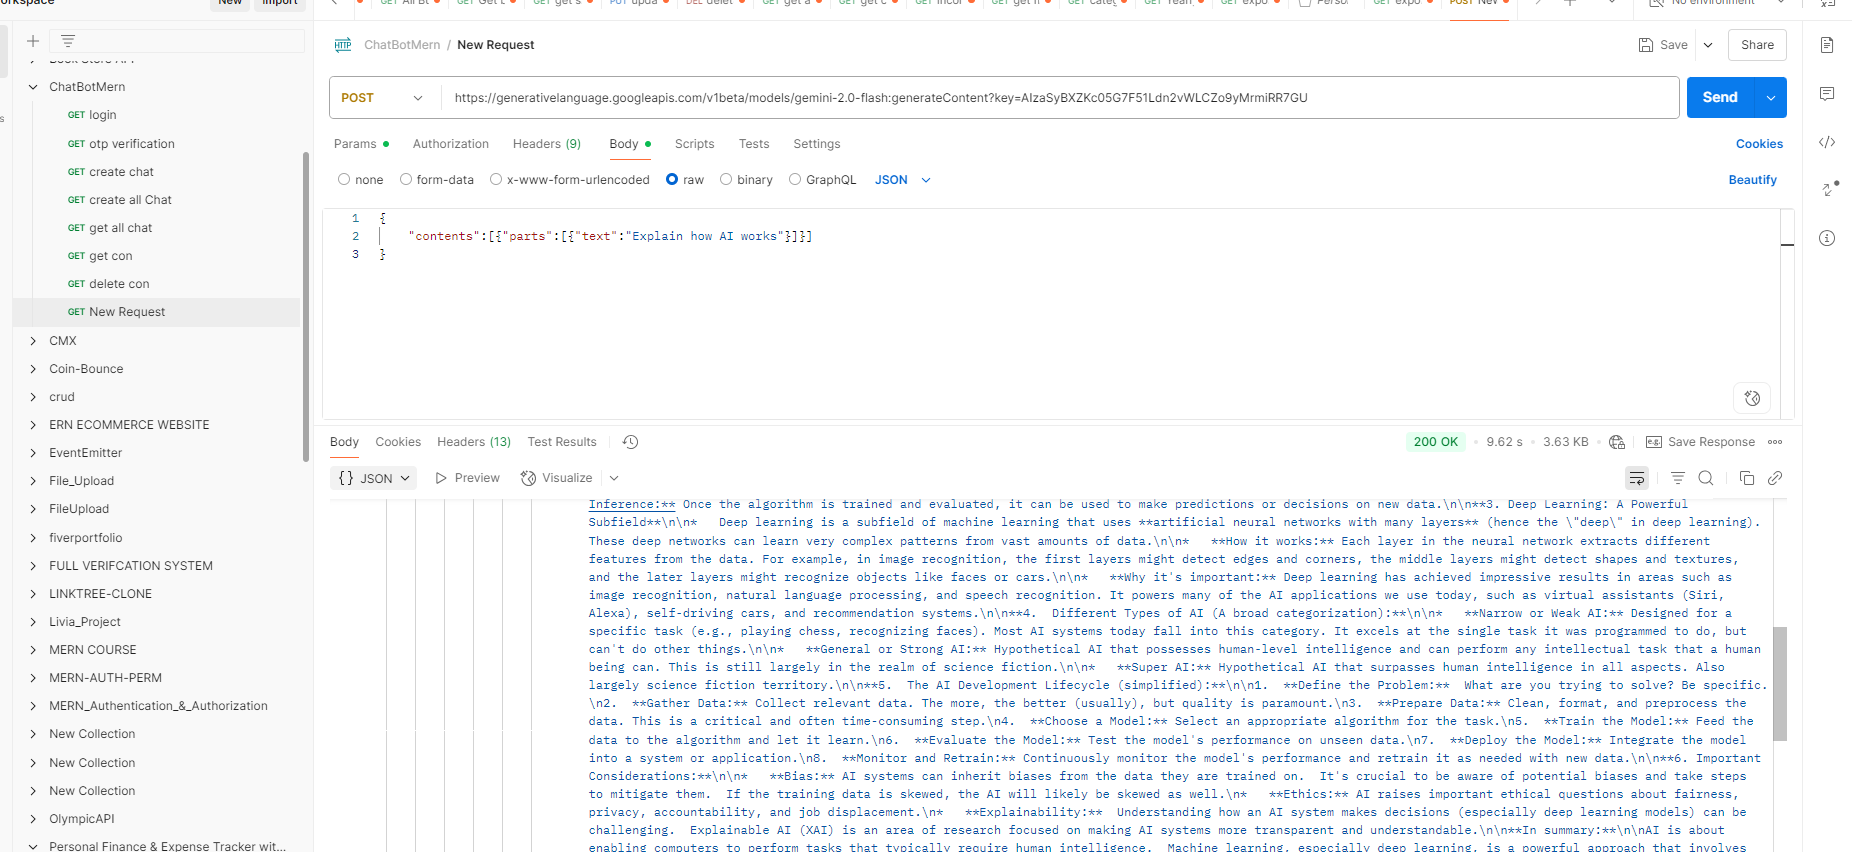 New Import
ChatBotMern / New Request
Save
Share
POST
https://generativelanguage.googleapis.com/v1beta/models/gemini-2.0-flash:generateContent?key=AIzaSyBXZKc05G7F51Ldn2vWLCZo9yMrmiRR7GU
Send
Params Authorization Headers (9) Body Scripts Tests Settings Cookies
none form-data x-www-form-urlencoded raw binary GraphQL JSON Beautify
1 {
2 "contents":[{"parts":[{"text":"Explain how AI works"}]}]
3 }
ChatBotMern
GET login
GET otp verification
GET create chat
GET create all Chat
GET get all chat
GET get con
GET delete con
GET New Request
CMX
Coin-Bounce
crud
ERN ECOMMERCE WEBSITE
EventEmitter
File_Upload
FileUpload
fiverportfolio
FULL VERIFCATION SYSTEM
LINKTREE-CLONE
Livia_Project
MERN COURSE
MERN-AUTH-PERM
MERN_Authentication_&_Authorization
New Collection
New Collection
New Collection
OlympicAPI
Personal Finance & Expense Tracker wit...
Body Cookies Headers (13) Test Results
200 OK • 9.62 s • 3.63 KB • e.g. Save Response
{} JSON Preview Visualize
Inference:** Once the algorithm is trained and evaluated, it can be used to make predictions or decisions on new data.\n\n**3. Deep Learning: A Powerful
Subfield**\n\n*   Deep learning is a subfield of machine learning that uses **artificial neural networks with many layers** (hence the \"deep\" in deep learning).
These deep networks can learn very complex patterns from vast amounts of data.\n\n*   **How it works:** Each layer in the neural network extracts different
features from the data. For example, in image recognition, the first layers might detect edges and corners, the middle layers might detect shapes and textures,
and the later layers might recognize objects like faces or cars.\n\n*   **Why it's important:** Deep learning has achieved impressive results in areas such as
image recognition, natural language processing, and speech recognition. It powers many of the AI applications we use today, such as virtual assistants (Siri,
Alexa), self-driving cars, and recommendation systems.\n\n**4.  Different Types of AI (A broad categorization):**\n\n*   **Narrow or Weak AI:** Designed for a
specific task (e.g., playing chess, recognizing faces). Most AI systems today fall into this category. It excels at the single task it was programmed to do, but
can't do other things.\n\n*   **General or Strong AI:** Hypothetical AI that possesses human-level intelligence and can perform any intellectual task that a human
being can. This is still largely in the realm of science fiction.\n\n*   **Super AI:** Hypothetical AI that surpasses human intelligence in all aspects. Also
largely science fiction territory.\n\n**5.  The AI Development Lifecycle (simplified):**\n\n1.  **Define the Problem:**  What are you trying to solve? Be specific.
\n2.  **Gather Data:** Collect relevant data. The more, the better (usually), but quality is paramount.\n3.  **Prepare Data:** Clean, format, and preprocess the
data. This is a critical and often time-consuming step.\n4.  **Choose a Model:** Select an appropriate algorithm for the task.\n5.  **Train the Model:** Feed the
data to the algorithm and let it learn.\n6.  **Evaluate the Model:** Test the model's performance on unseen data.\n7.  **Deploy the Model:** Integrate the model
into a system or application.\n8.  **Monitor and Retrain:** Continuously monitor the model's performance and retrain it as needed with new data.\n\n**6. Important
Considerations:**\n\n*   **Bias:** AI systems can inherit biases from the data they are trained on.  It's crucial to be aware of potential biases and take steps
to mitigate them.  If the training data is skewed, the AI will likely be skewed as well.\n*   **Ethics:** AI raises important ethical questions about fairness,
privacy, accountability, and job displacement.\n*   **Explainability:**  Understanding how an AI system makes decisions (especially deep learning models) can be
challenging.  Explainable AI (XAI) is an area of research focused on making AI systems more transparent and understandable.\n\n**In summary:**\n\nAI is about
enabling computers to perform tasks that typically require human intelligence.  Machine learning, especially deep learning, is a powerful approach that involves